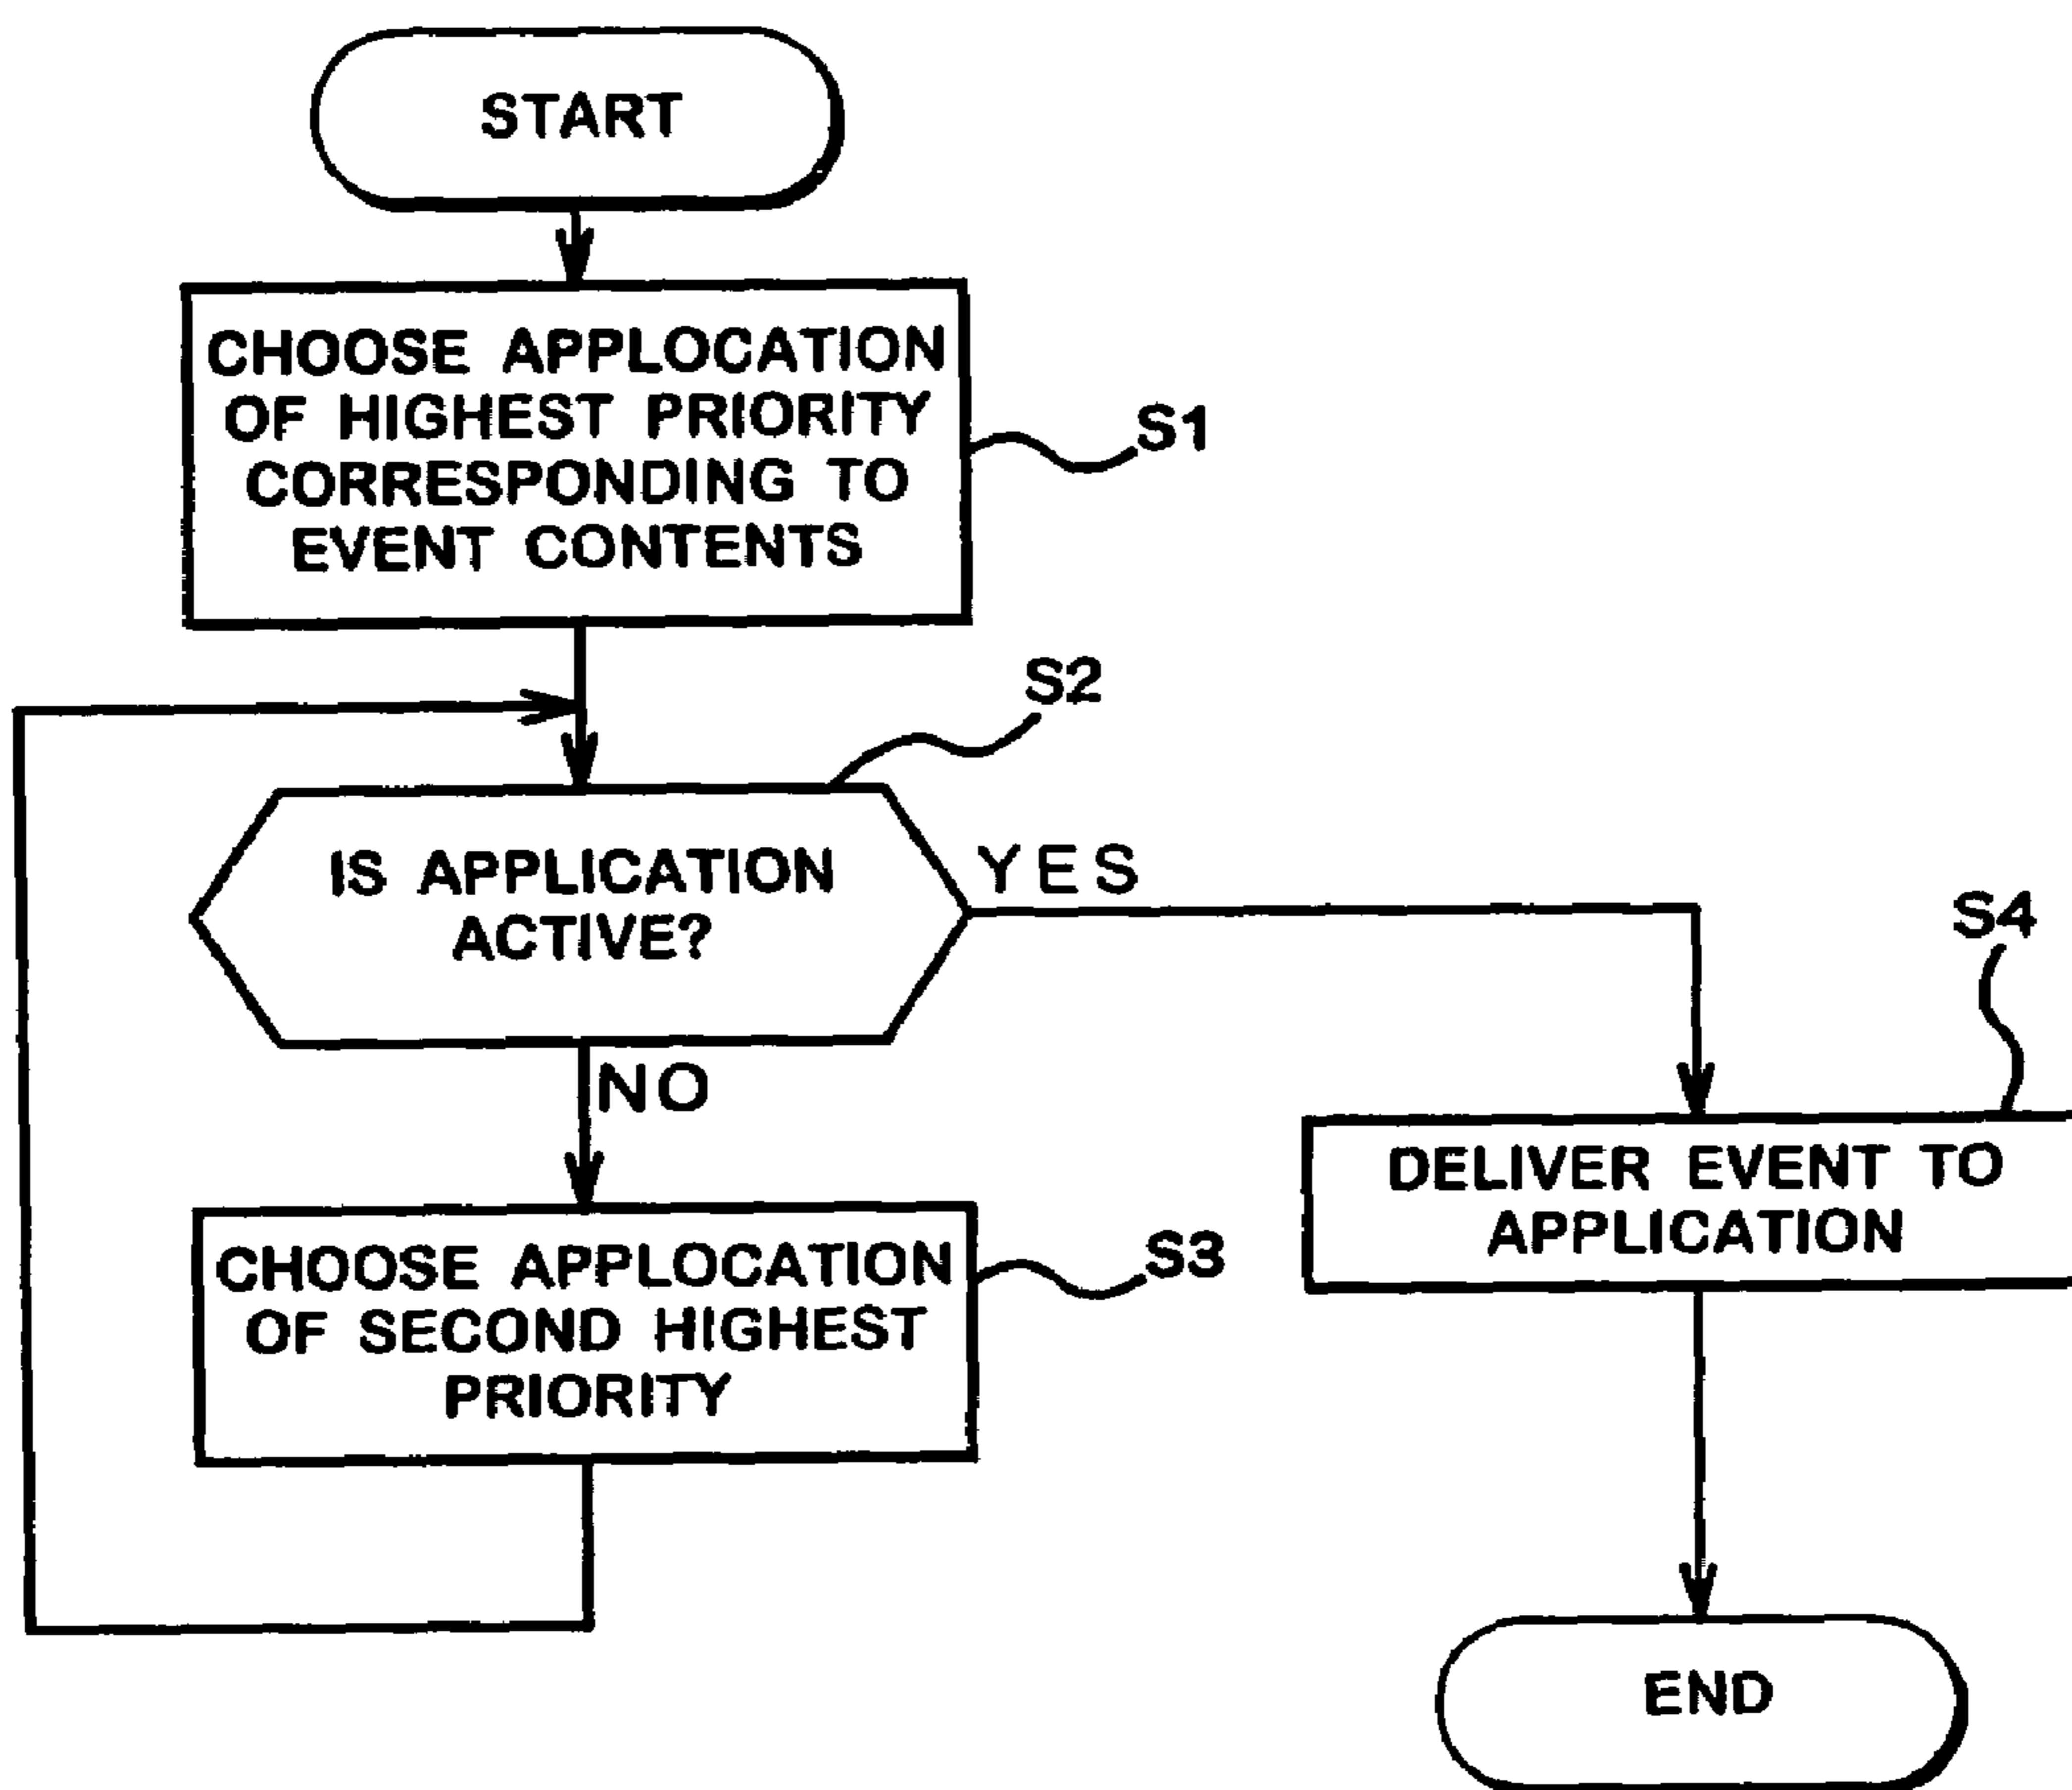 START
CHOOSE APPLOCATION
OF HIGHEST PRIORITY
CORRESPONDING TO
EVENT CONTENTS
S1
S2
IS APPLICATION
ACTIVE?
YES
NO
S4
DELIVER EVENT TO
APPLICATION
CHOOSE APPLOCATION
OF SECOND HIGHEST
PRIORITY
S3
END